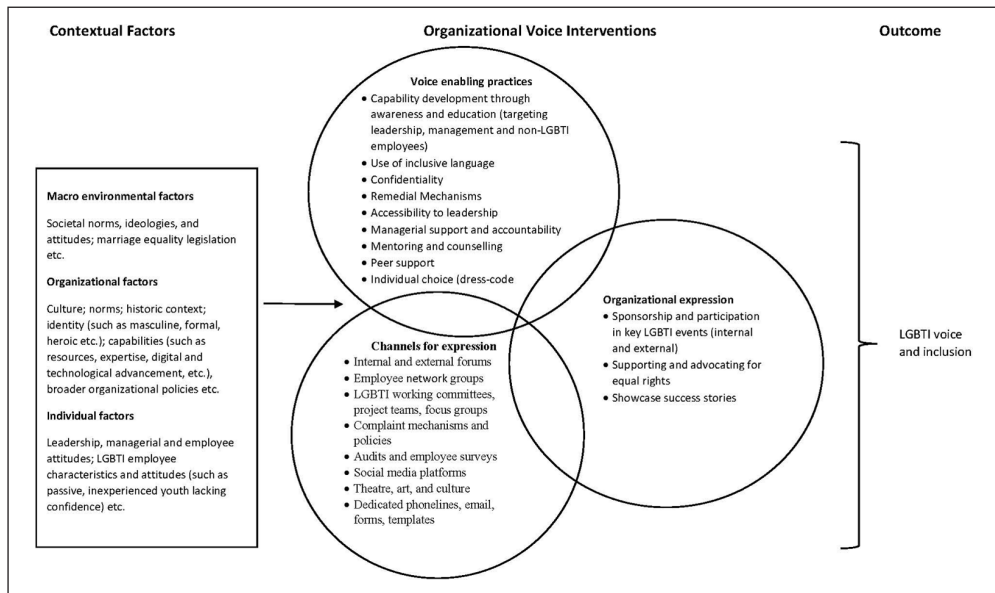 Contextual Factors
Organizational Voice Interventions
Outcome
Macro environmental factors
Societal norms, ideologies, and
attitudes; marriage equality legislation
etc.
Organizational factors
Culture; norms; historic context;
identity (such as masculine, formal,
heroic etc.); capabilities (such as
resources, expertise, digital and
technological advancement, etc.),
broader organizational policies etc.
Individual factors
Leadership, managerial and employee
attitudes; LGBTI employee
characteristics and attitudes (such as
passive, inexperienced youth lacking
confidence) etc.
Voice enabling practices
• Capability development through
awareness and education (targeting
leadership, management and non-LGBTI
employees)
• Use of inclusive language
• Confidentiality
• Remedial Mechanisms
• Accessibility to leadership
• Managerial support and accountability
• Mentoring and counselling
• Peer support
• Individual choice (dress-code
Channels for expression
• Internal and external forums
• Employee network groups
• LGBTI working committees,
project teams, focus groups
• Complaint mechanisms and
policies
• Audits and employee surveys
• Social media platforms
• Theatre, art, and culture
• Dedicated phonelines, email,
forms, templates
Organizational expression
• Sponsorship and participation
in key LGBTI events (internal
and external)
• Supporting and advocating for
equal rights
• Showcase success stories
LGBTI voice
and inclusion